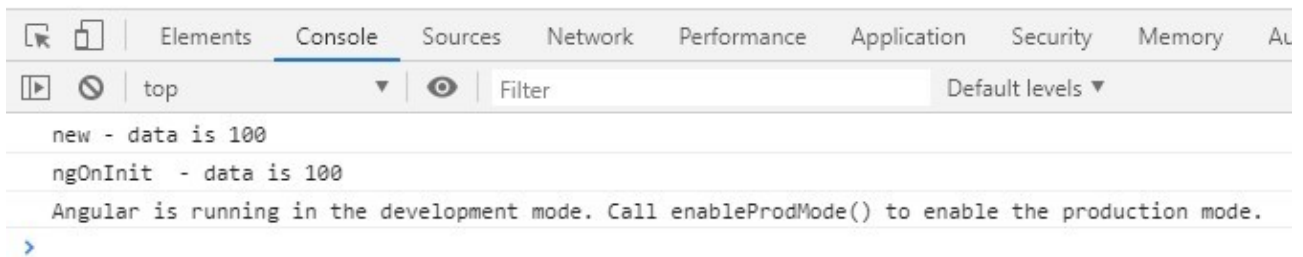 Elements Console Sources Network Performance Application Security Memory Au
top Filter Default levels
new - data is 100
ngOnInit  - data is 100
Angular is running in the development mode. Call enableProdMode() to enable the production mode.